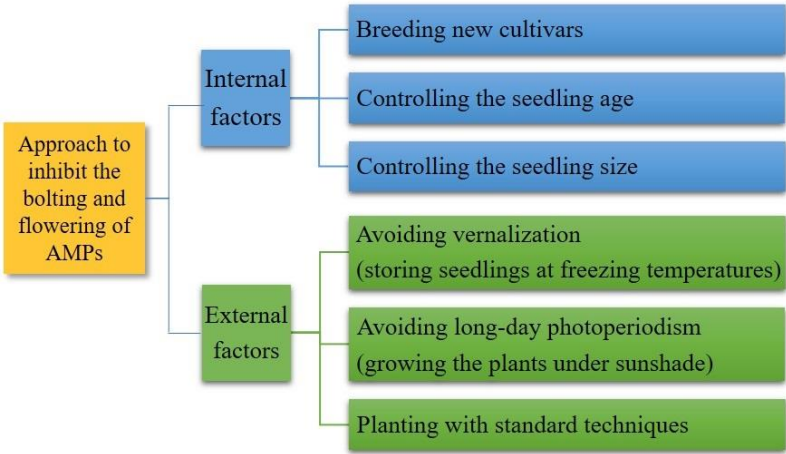 Approach to
inhibit the
bolting and
flowering of
AMPs
Internal
factors
Breeding new cultivars
Controlling the seedling age
Controlling the seedling size
External
factors
Avoiding vernalization
(storing seedlings at freezing temperatures)
Avoiding long-day photoperiodism
(growing the plants under sunshade)
Planting with standard techniques